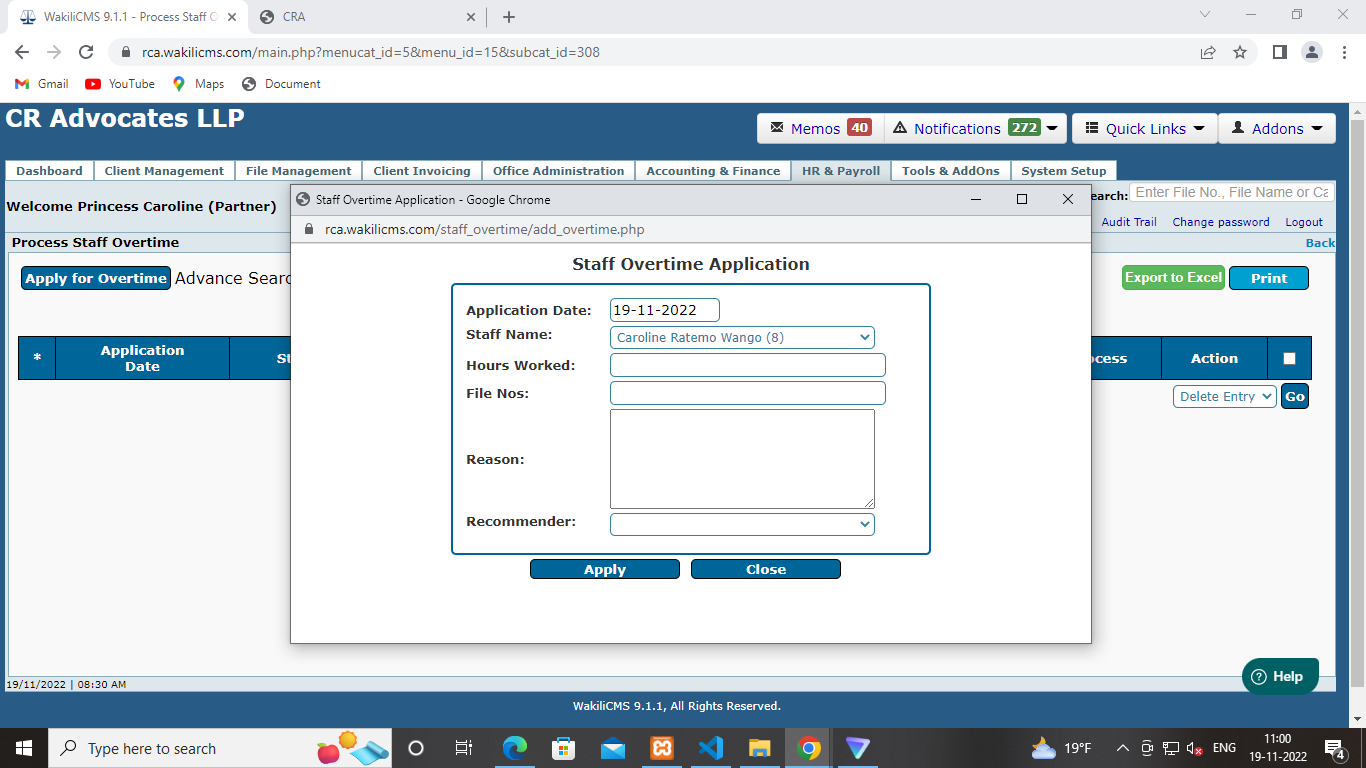 WakiliCMS 9.1.1 - Process Staff O
CRA
rca.wakilicms.com/main.php?menucat_id=5&menu_id=15&subcat_id=308
Gmail YouTube Maps Document
CR Advocates LLP
Memos 40 Notifications 272 Quick Links Addons
Dashboard Client Management File Management Client Invoicing Office Administration Accounting & Finance HR & Payroll Tools & AddOns System Setup
Welcome Princess Caroline (Partner)
earch: Enter File No., File Name or Ca
Audit Trail Change password Logout
Process Staff Overtime
Back
Apply for Overtime Advance Searc
Export to Excel Print
* Application Date St
ocess Action
Delete Entry Go
Staff Overtime Application - Google Chrome
rca.wakilicms.com/staff_overtime/add_overtime.php
Staff Overtime Application
Application Date: 19-11-2022
Staff Name: Caroline Ratemo Wango (8)
Hours Worked:
File Nos:
Reason:
Recommender:
Apply Close
Help
19/11/2022 | 08:30 AM
WakiliCMS 9.1.1, All Rights Reserved.
Type here to search
19°F
ENG
11:00
19-11-2022
4